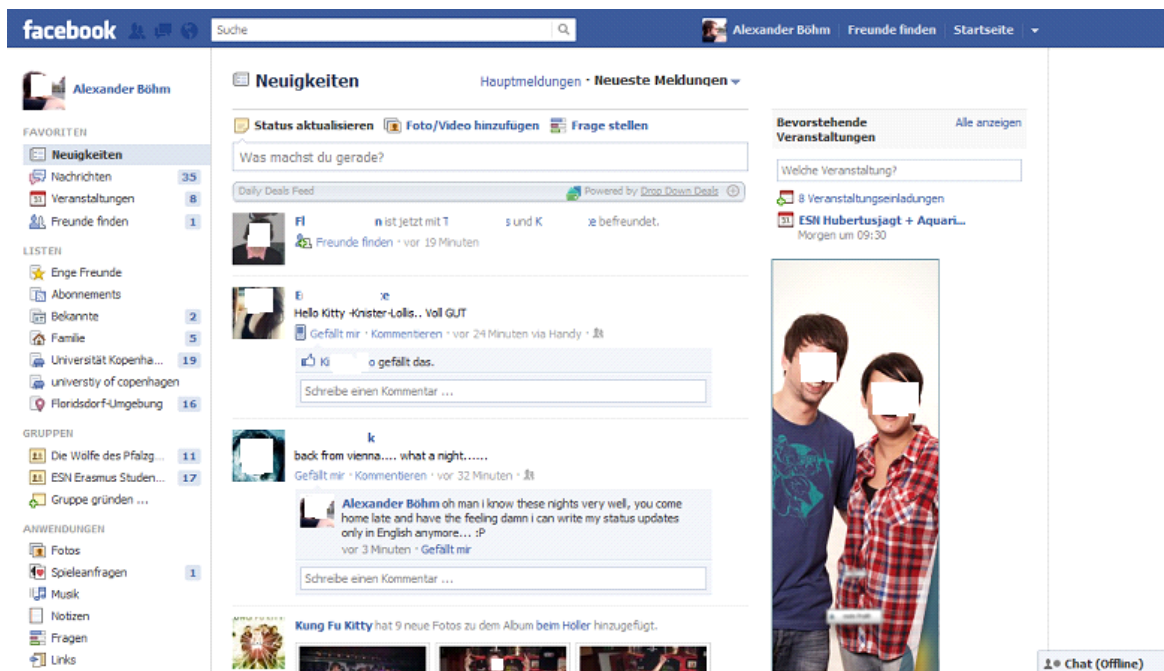 facebook
Suche
Alexander Böhm Freunde finden Startseite
Alexander Böhm
FAVORITEN
Neuigkeiten
Nachrichten 35
Veranstaltungen 8
Freunde finden 1
LISTEN
Enge Freunde
Abonnements
Bekannte 2
Familie 5
Universität Kopenha... 19
universtiy of copenhagen
Floridsdorf-Umgebung 16
GRUPPEN
Die Wölfe des Pfalzg... 11
ESN Erasmus Studen... 17
Gruppe gründen ...
ANWENDUNGEN
Fotos
Spieleanfragen 1
Musik
Notizen
Fragen
Links
Neuigkeiten
Hauptmeldungen · Neueste Meldungen
Status aktualisieren Foto/Video hinzufügen Frage stellen
Was machst du gerade?
Daily Deals Feed Powered by Drop Down Deals
Fl n ist jetzt mit T s und K :e befreundet.
Freunde finden · vor 19 Minuten
Hello Kitty -Knister-Lollis.. Voll GUT
Gefällt mir · Kommentieren · vor 24 Minuten via Handy ·
Ki o gefällt das.
Schreibe einen Kommentar ...
k
back from vienna.... what a night......
Gefällt mir · Kommentieren · vor 32 Minuten ·
Alexander Böhm oh man i know these nights very well, you come
home late and have the feeling damn i can write my status updates
only in English anymore... :P
vor 3 Minuten · Gefällt mir
Schreibe einen Kommentar ...
Kung Fu Kitty hat 9 neue Fotos zu dem Album beim Holler hinzugefügt.
Bevorstehende
Veranstaltungen
Alle anzeigen
Welche Veranstaltung?
8 Veranstaltungseinladungen
31 ESN Hubertusjagt + Aquari...
Morgen um 09:30
Chat (Offline)